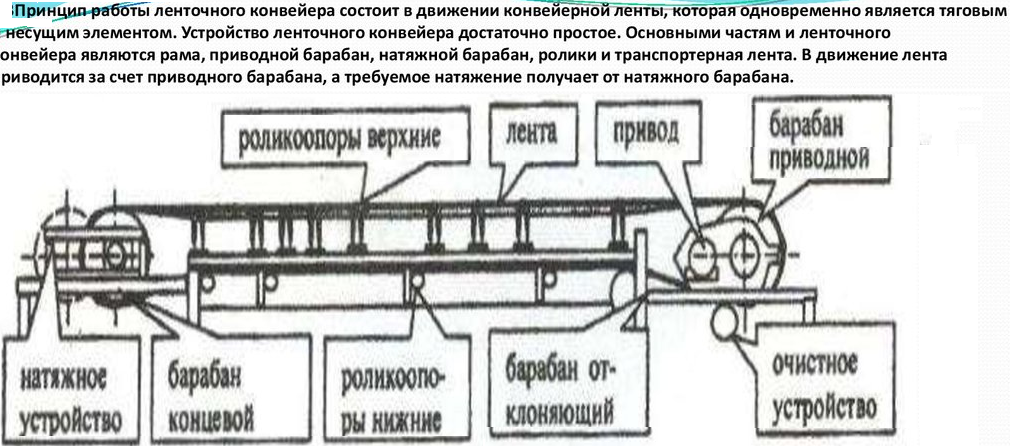 Принцип работы ленточного конвейера состоит в движении конвейерной ленты, которая одновременно является тяговым
несущим элементом. Устройство ленточного конвейера достаточно простое. Основными частям и ленточного
онвейера являются рама, приводной барабан, натяжной барабан, ролики и транспортерная лента. В движение лента
риводится за счет приводного барабана, а требуемое натяжение получает от натяжного барабана.
роликоопоры верхние
лента
привод
барабан
приводной
натяжное
устройство
барабан
концевой
роликоопо-
ры нижние
барабан от-
клоняющий
очистное
устройство